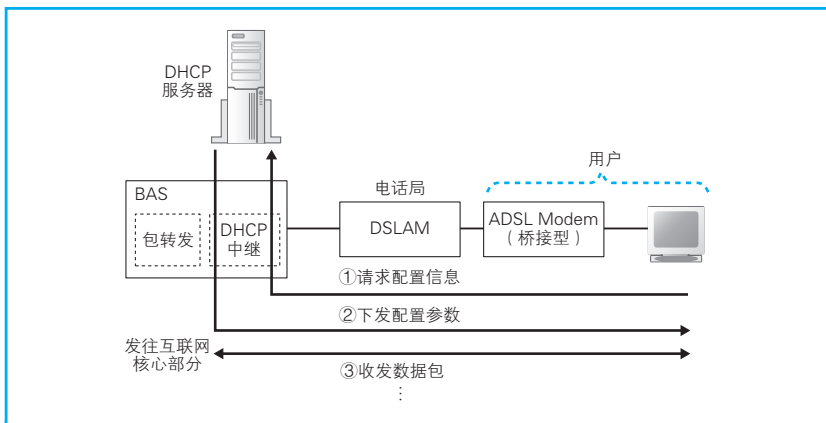 DHCP
服务器
用户
BAS
包转发
DHCP
中继
电话局
DSLAM
ADSL Modem
（桥接型）
①请求配置信息
②下发配置参数
发往互联网
核心部分
③收发数据包
⋮